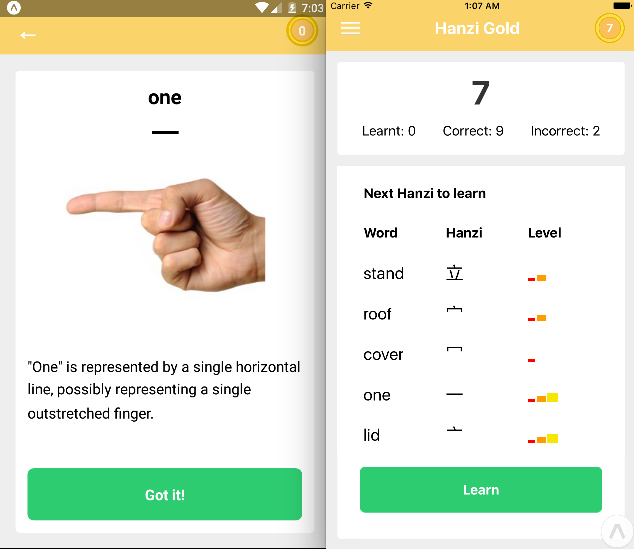 7:03
0
one
一
"One" is represented by a single horizontal
line, possibly representing a single
outstretched finger.
Got it!
Carrier 1:07 AM
Hanzi Gold
7
7
Learnt: 0 Correct: 9 Incorrect: 2
Next Hanzi to learn
Word Hanzi Level
stand 立
roof 宀
cover 冖
one 一
lid 亠
Learn